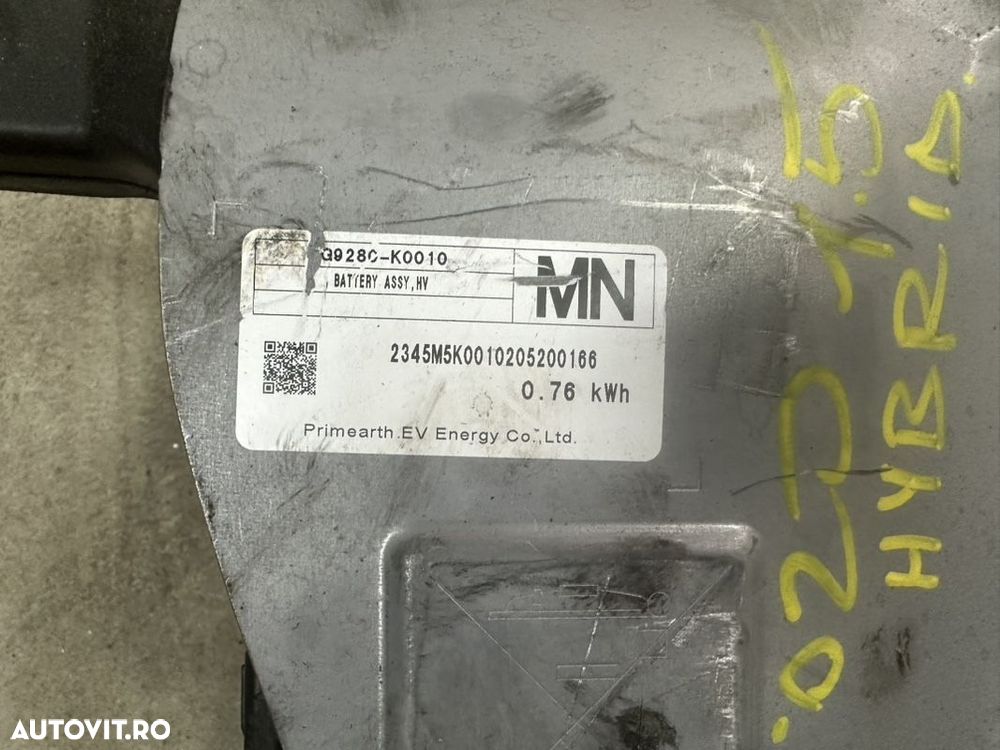 G9280-K0010
BATTERY ASSY,HV
MN
2345M5K0010205200166
0.76 kWh
Primearth EV Energy Co.,Ltd.
1.5
HYBRID.
AUTOVIT.RO